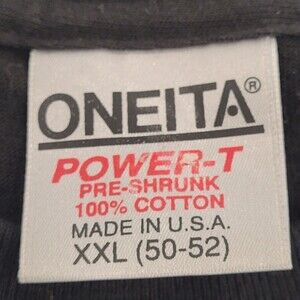 ONEITA®
POWER-T
PRE-SHRUNK
100% COTTON
MADE IN U.S.A.
XXL (50-52)